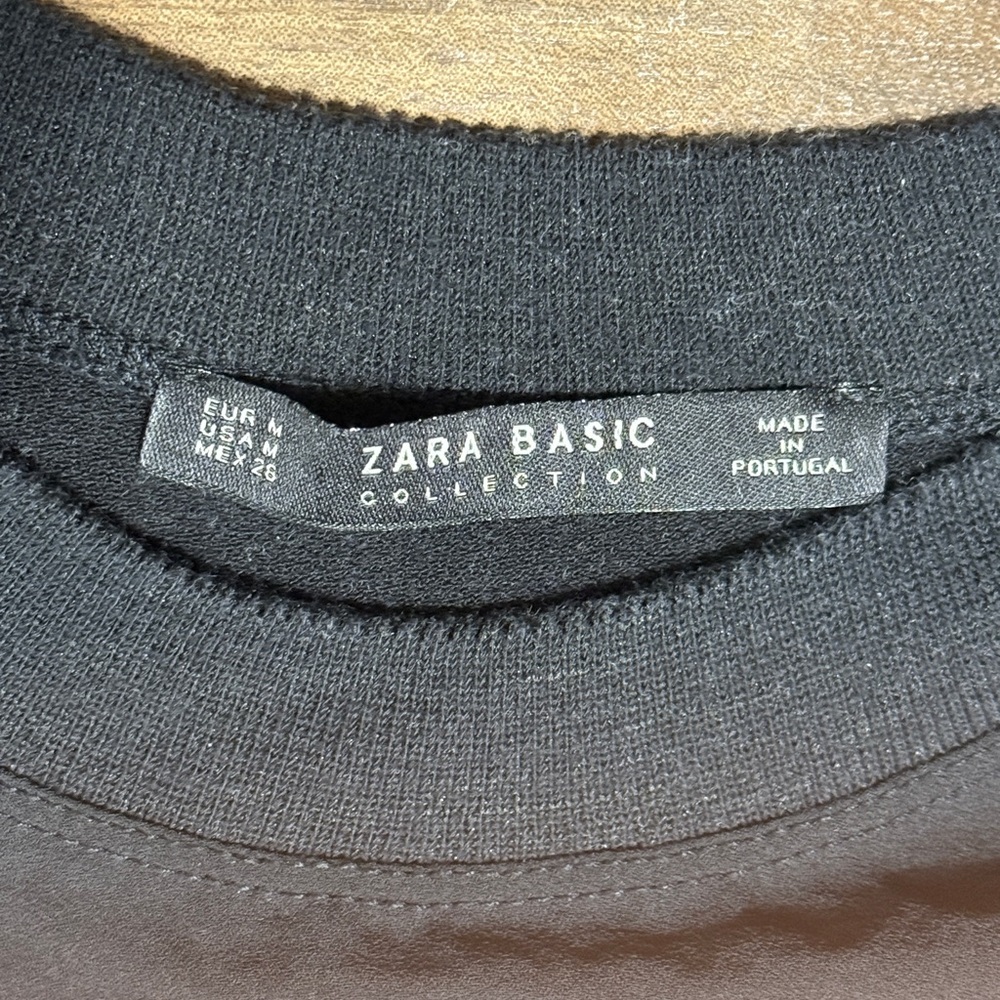 EUR M
USA M
MEX 28
ZARA BASIC
COLLECTION
MADE
IN
PORTUGAL